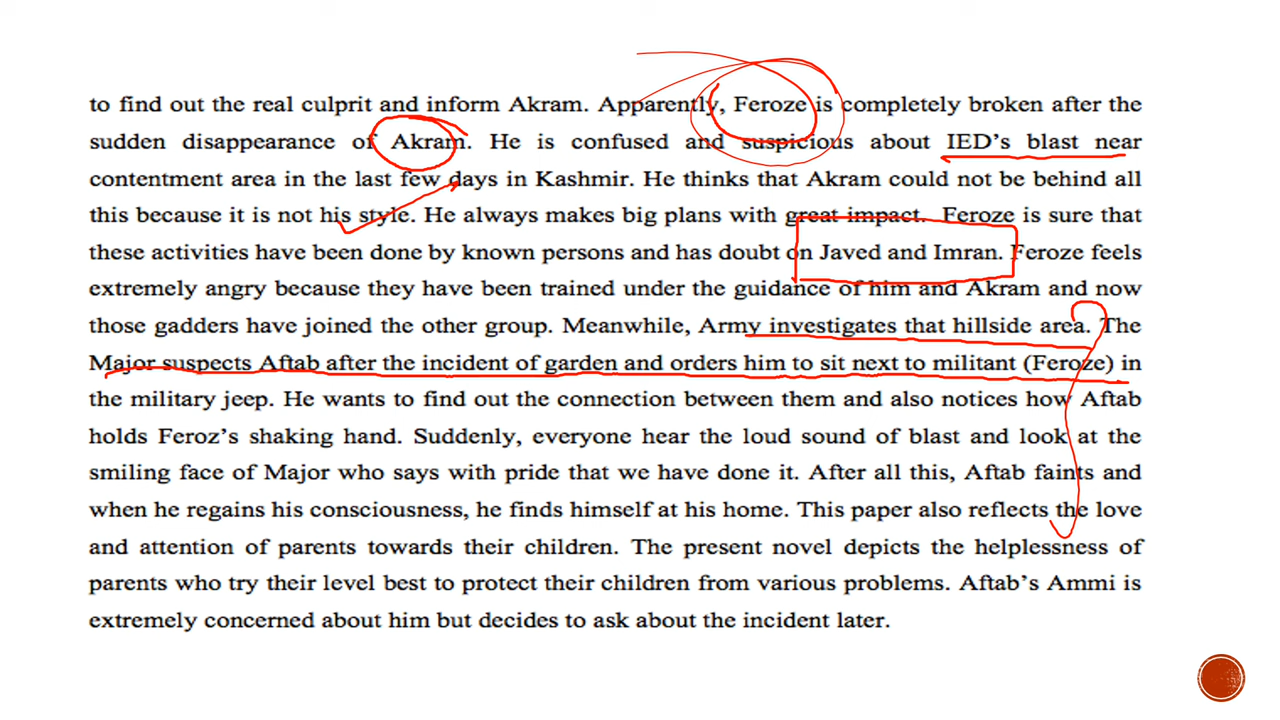 to find out the real culprit and inform Akram. Apparently, Feroze is completely broken after the
sudden disappearance of Akram. He is confused and suspicious about IED’s blast near
contentment area in the last few days in Kashmir. He thinks that Akram could not be behind all
this because it is not his style. He always makes big plans with great impact. Feroze is sure that
these activities have been done by known persons and has doubt on Javed and Imran. Feroze feels
extremely angry because they have been trained under the guidance of him and Akram and now
those gadders have joined the other group. Meanwhile, Army investigates that hillside area. The
Major suspects Aftab after the incident of garden and orders him to sit next to militant (Feroze) in
the military jeep. He wants to find out the connection between them and also notices how Aftab
holds Feroz’s shaking hand. Suddenly, everyone hear the loud sound of blast and look at the
smiling face of Major who says with pride that we have done it. After all this, Aftab faints and
when he regains his consciousness, he finds himself at his home. This paper also reflects the love
and attention of parents towards their children. The present novel depicts the helplessness of
parents who try their level best to protect their children from various problems. Aftab’s Ammi is
extremely concerned about him but decides to ask about the incident later.